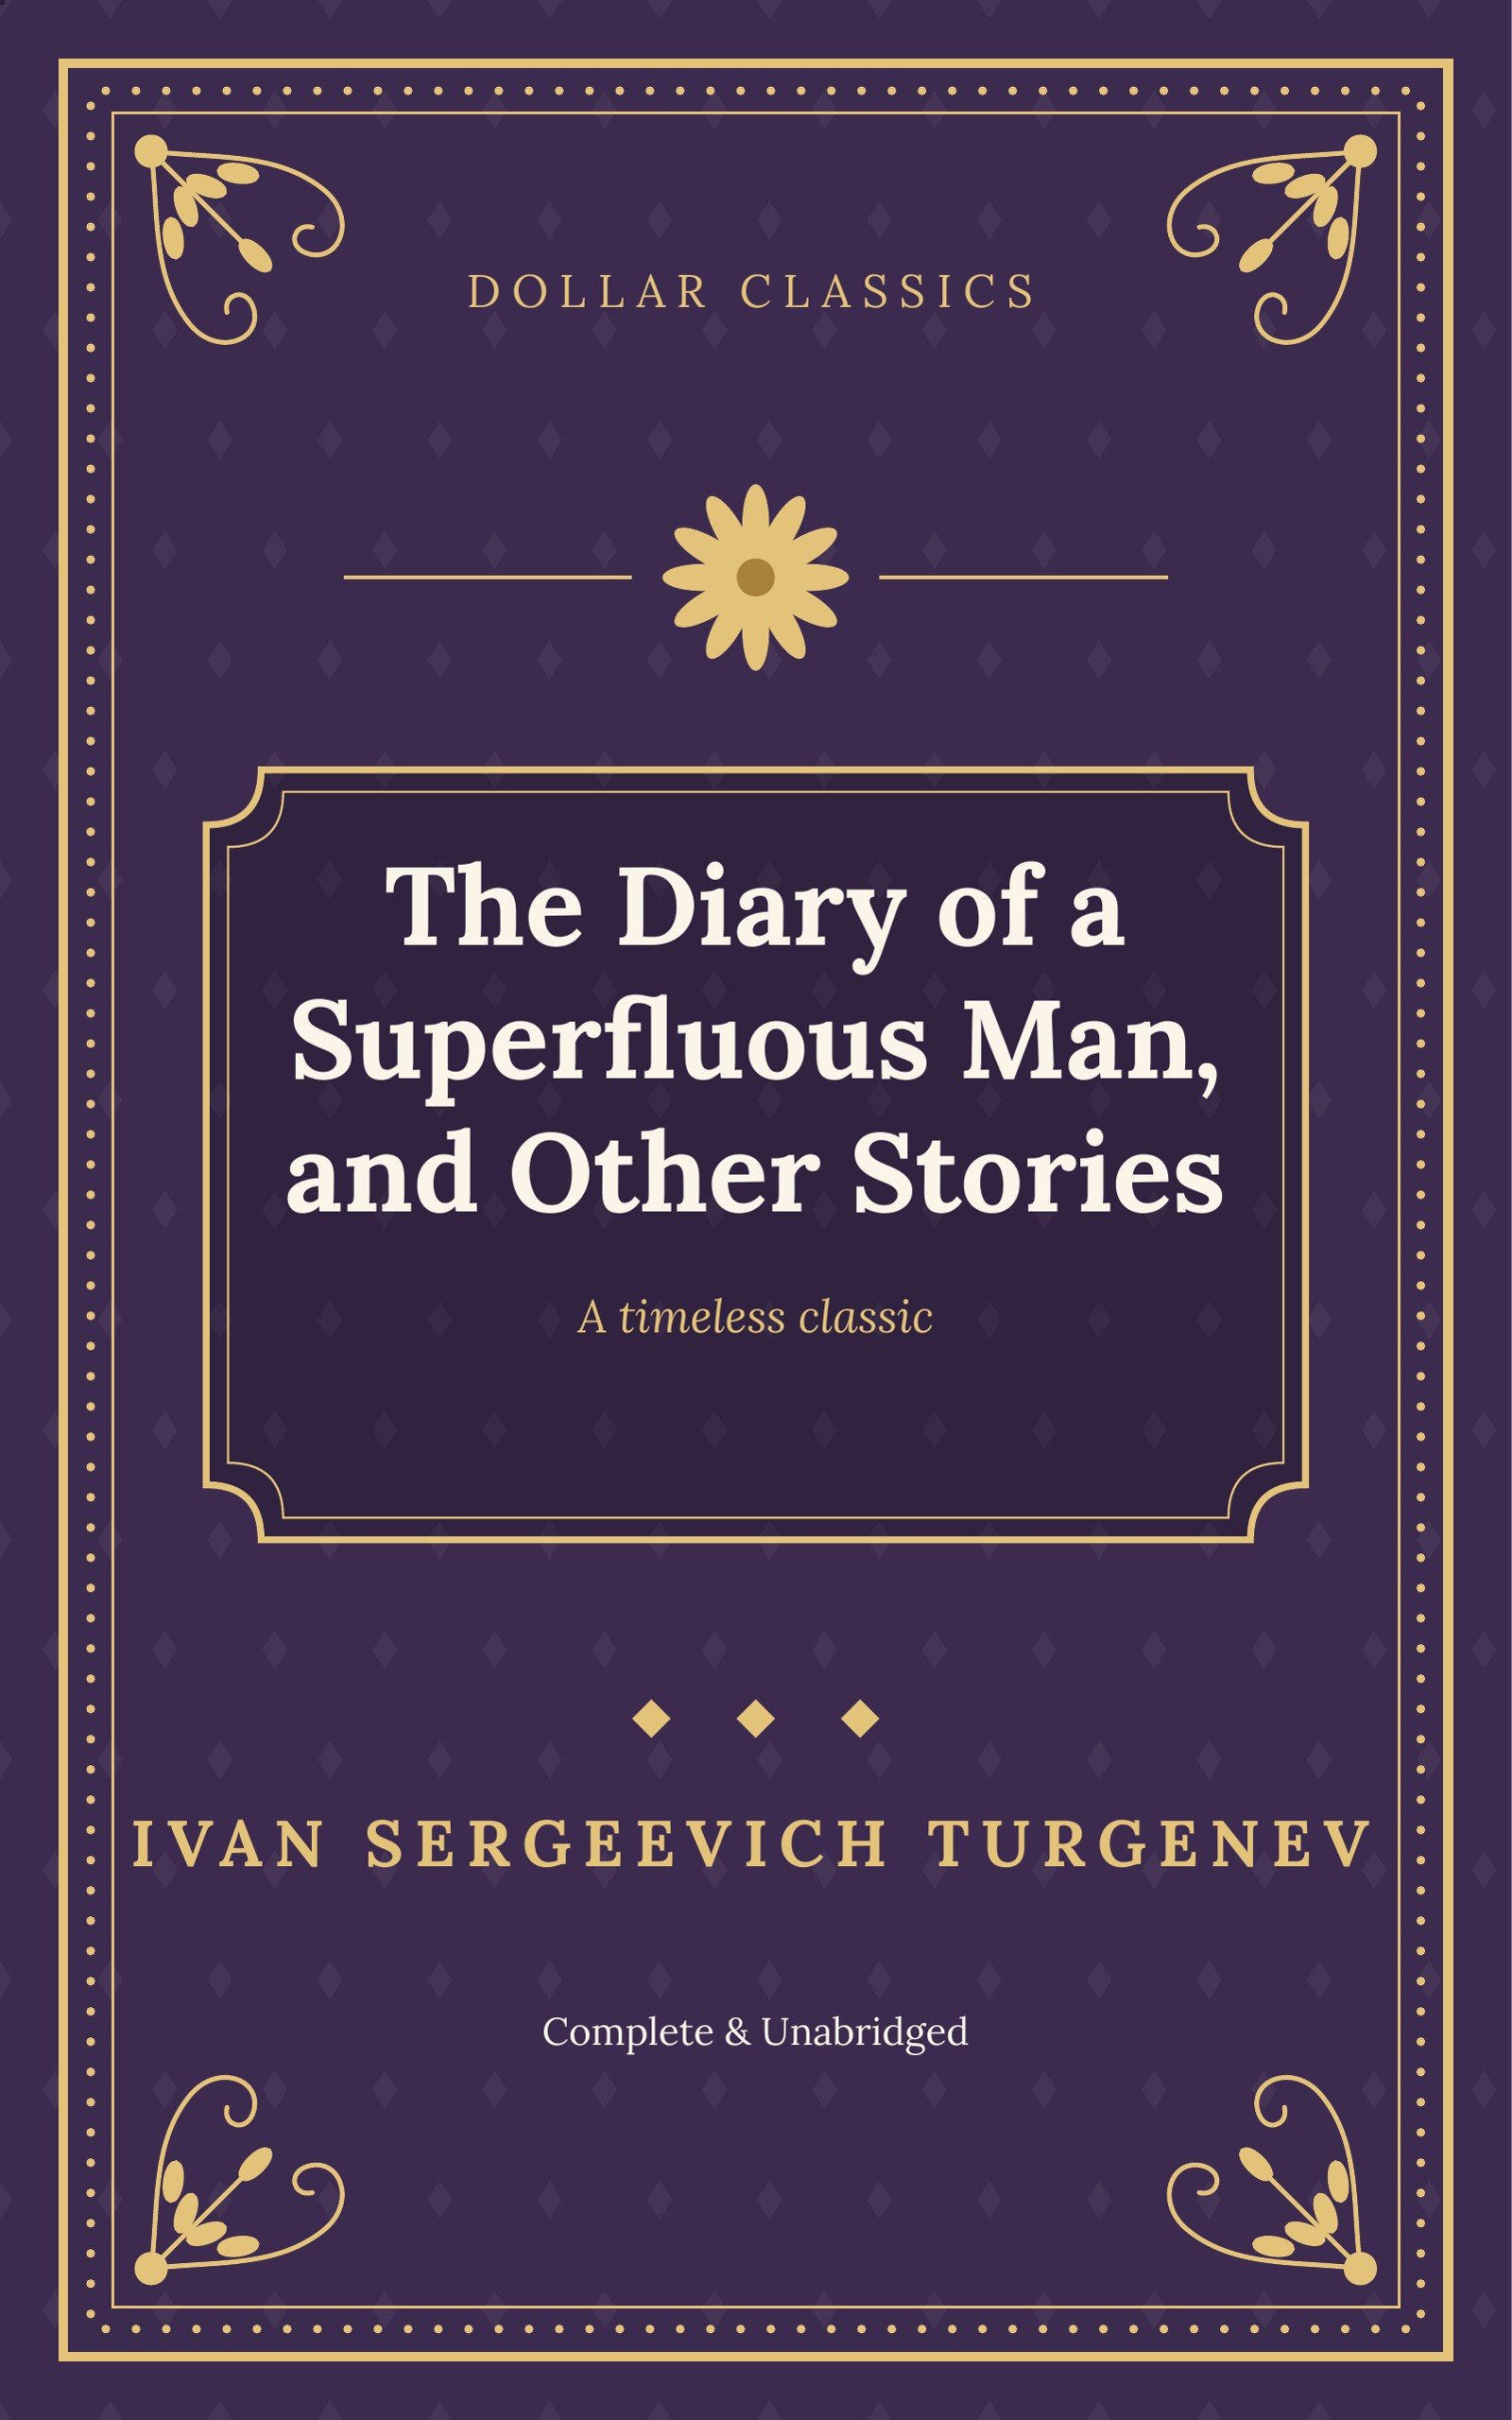 DOLLAR CLASSICS
The Diary of a
Superfluous Man,
and Other Stories
A timeless classic
IVAN SERGEEVICH TURGENEV
Complete & Unabridged